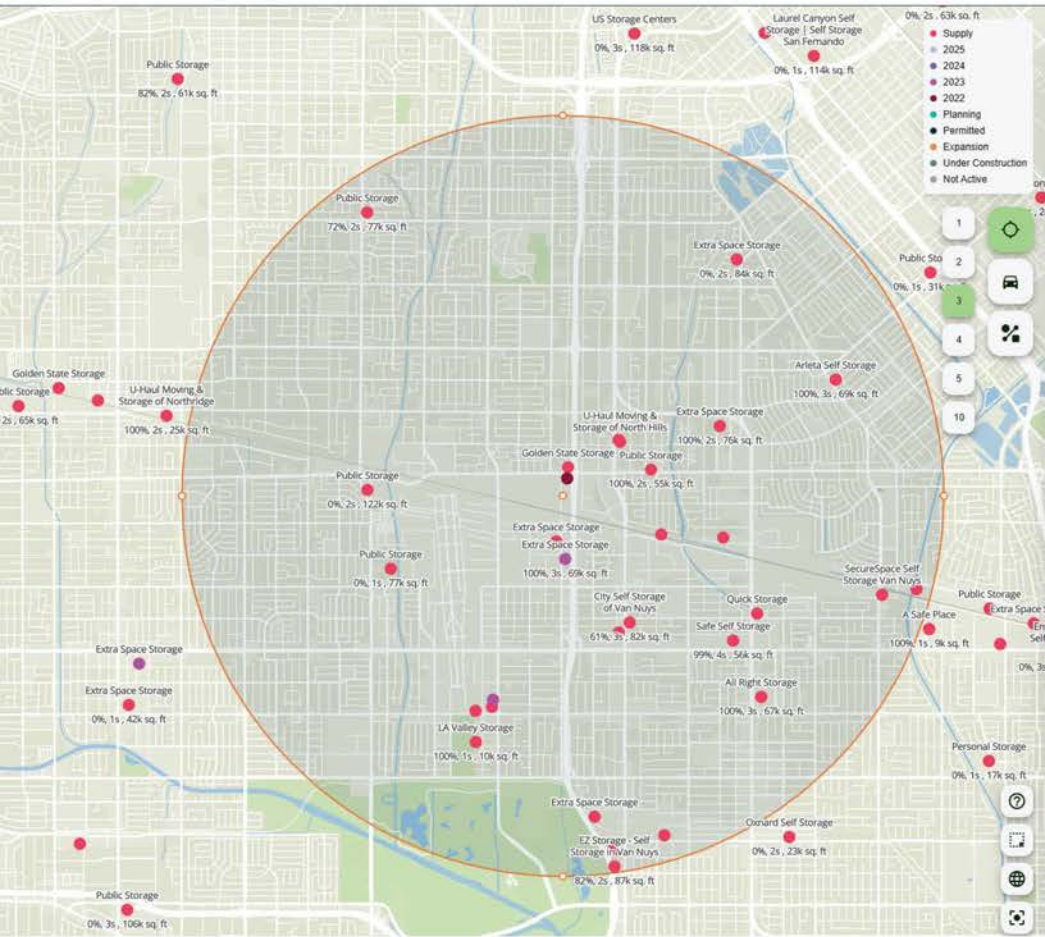 0%, 2s , 63k sq. ft
US Storage Centers
0%, 3s , 118k sq. ft
Laurel Canyon Self
Storage | Self Storage
San Fernando
0%, 1s , 114k sq. ft
Supply
2025
2024
2023
2022
Planning
Permitted
Expansion
Under Construction
Not Active
Public Storage
82%, 2s , 61k sq. ft
Public Storage
72%, 2s , 77k sq. ft
1
2
3
4
5
10
Extra Space Storage
0%, 2s , 84k sq. ft
Public Sto
0%, 1s , 31k
Golden State Storage
Storage
2s , 65k sq. ft
U-Haul Moving &
Storage of Northridge
100%, 2s , 25k sq. ft
Arleta Self Storage
100%, 3s , 69k sq. ft
U-Haul Moving &
Storage of North Hills
Extra Space Storage
100%, 2s , 76k sq. ft
Golden State Storage
Public Storage
100%, 2s , 55k sq. ft
Public Storage
0%, 2s , 122k sq. ft
Extra Space Storage
Extra Space Storage
100%, 3s , 69k sq. ft
Public Storage
0%, 1s , 77k sq. ft
SecureSpace Self
Storage Van Nuys
City Self Storage
of Van Nuys
61%, 3s , 82k sq. ft
Quick Storage
Safe Self Storage
99%, 4s , 56k sq. ft
A Safe Place
100%, 1s , 9k sq. ft
Public Storage
Extra Space
0%, 3s
Extra Space Storage
Extra Space Storage
0%, 1s , 42k sq. ft
All Right Storage
100%, 3s , 67k sq. ft
LA Valley Storage
100%, 1s , 10k sq. ft
Personal Storage
0%, 1s , 17k sq. ft
Extra Space Storage
EZ Storage - Self
Storage in Van Nuys
82%, 2s , 87k sq. ft
Oxnard Self Storage
0%, 2s , 23k sq. ft
Public Storage
0%, 3s , 106k sq. ft